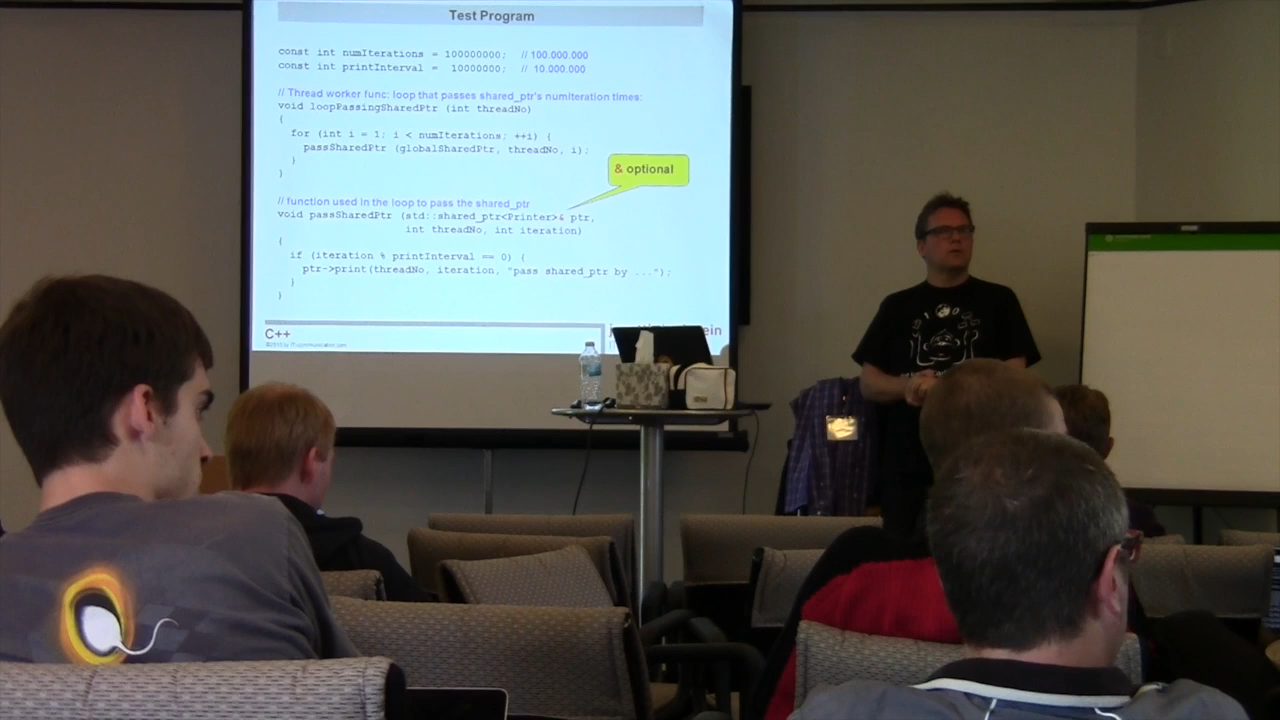 Test Program
const int numIterations = 100000000; // 100.000.000
const int printInterval = 10000000; // 10.000.000
// Thread worker func: loop that passes shared_ptr's numIteration times:
void loopPassingSharedPtr (int threadNo)
{
for (int i = 1; i < numIterations; ++i) {
passSharedPtr (globalSharedPtr, threadNo, i);
}
}
& optional
// function used in the loop to pass the shared_ptr
void passSharedPtr (std::shared_ptr<Printer>& ptr,
int threadNo, int iteration)
{
if (iteration % printInterval == 0) {
ptr->print(threadNo, iteration, "pass shared_ptr by ...");
}
}
C++